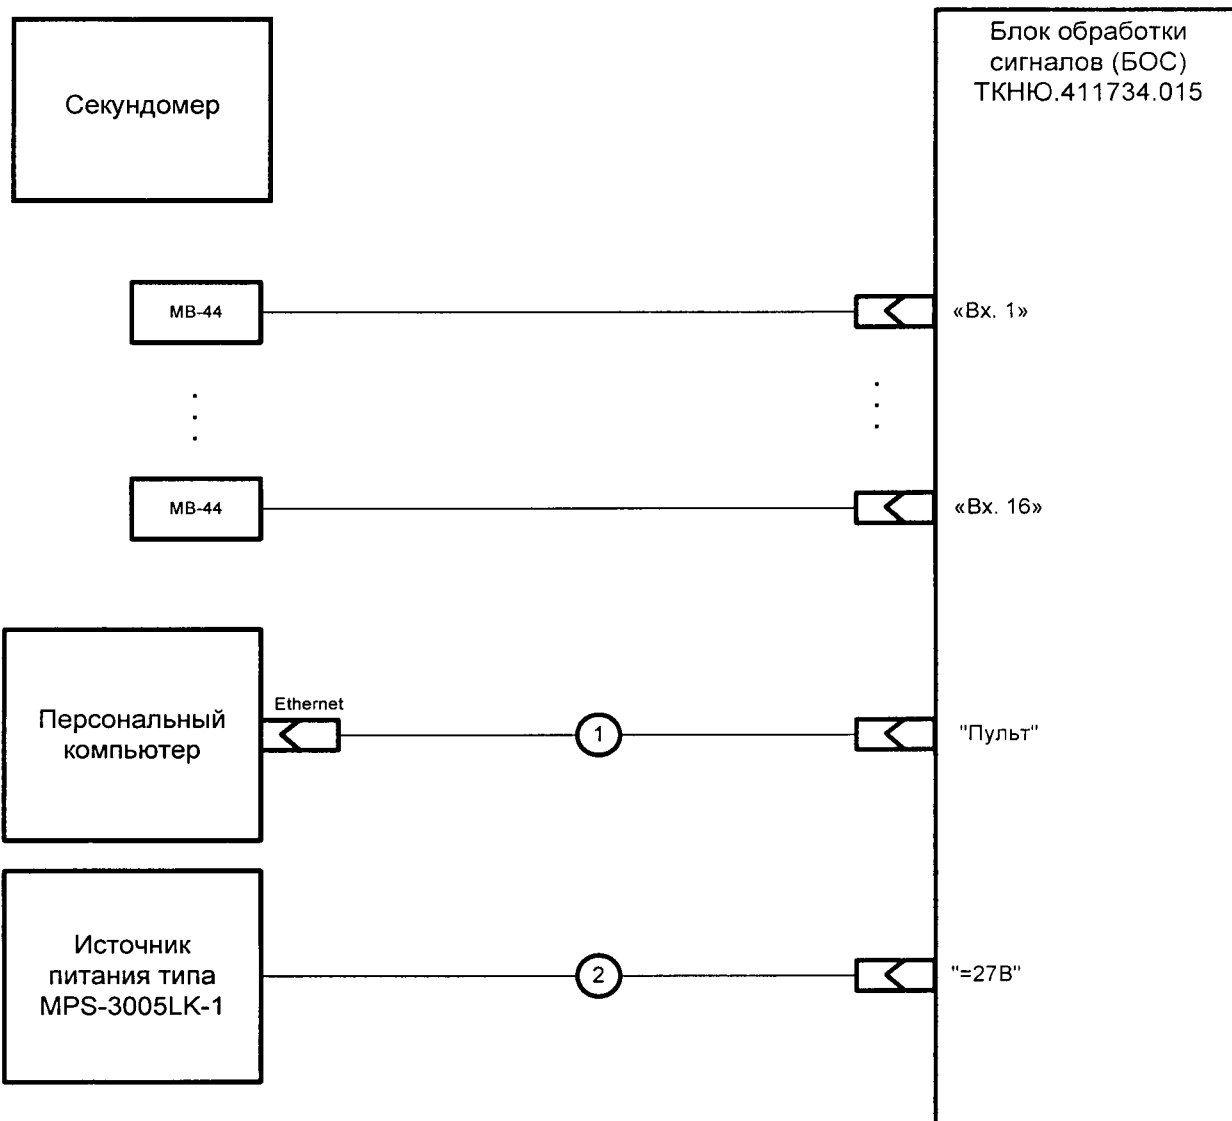 Блок обработки
сигналов (БОС)
ТКНЮ.411734.015
Секундомер
МВ-44
«Вх. 1»
МВ-44
«Вх. 16»
Персональный
компьютер
Ethernet
1
"Пульт"
Источник
питания типа
MPS-3005LK-1
2
"=27В"